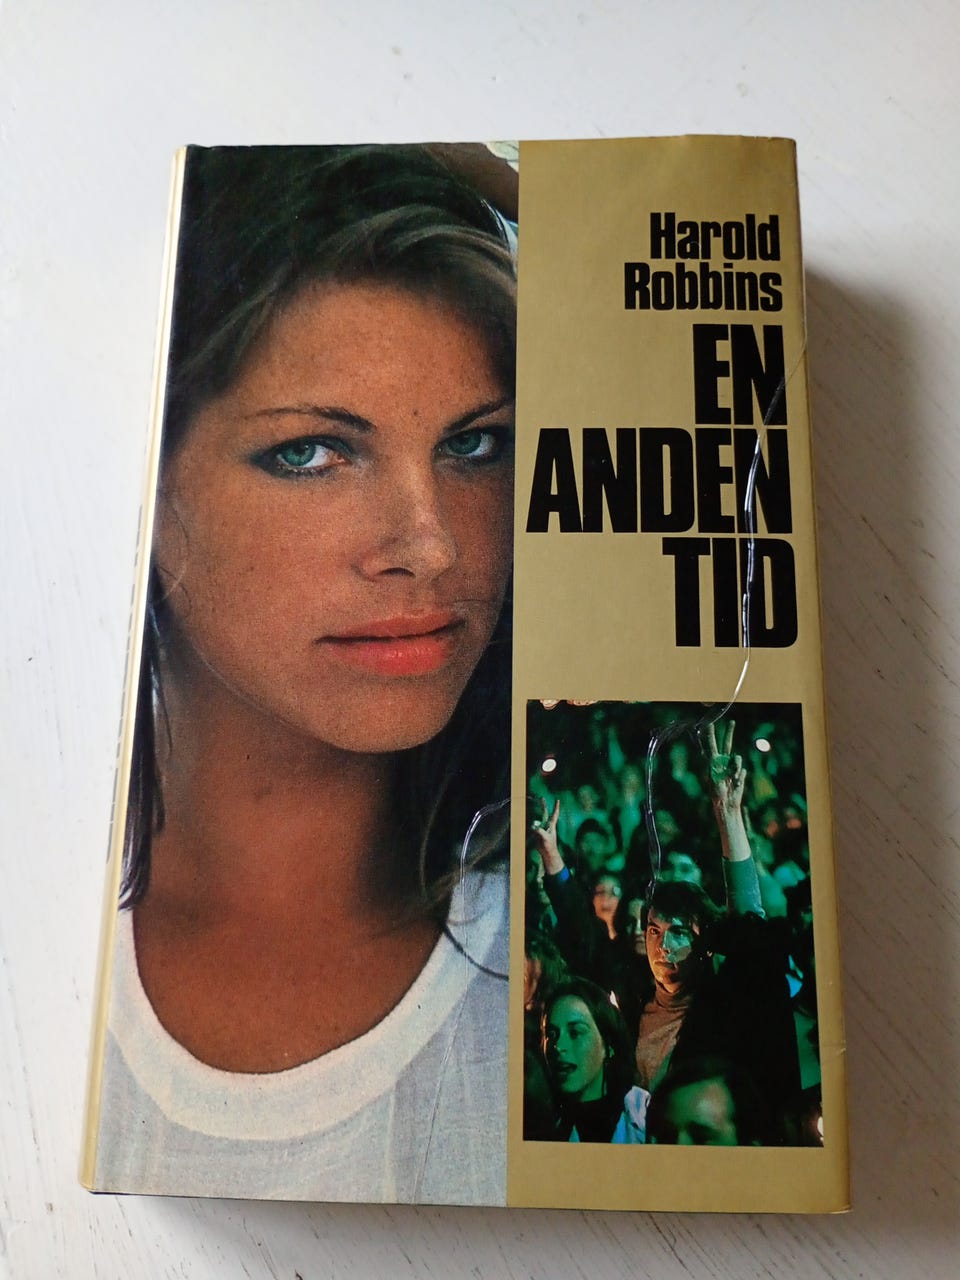 Harold
Robbins
EN
ANDEN
TID